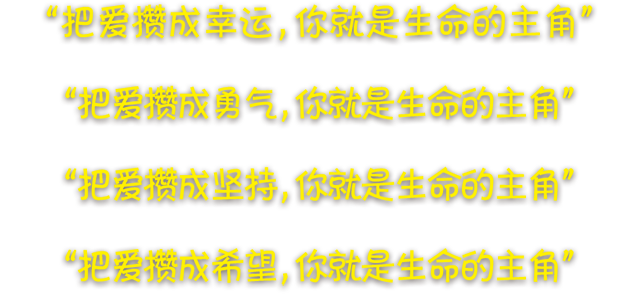 “把爱攒成幸运，你就是生命的主角”
“把爱攒成勇气，你就是生命的主角”
“把爱攒成坚持，你就是生命的主角”
“把爱攒成希望，你就是生命的主角”